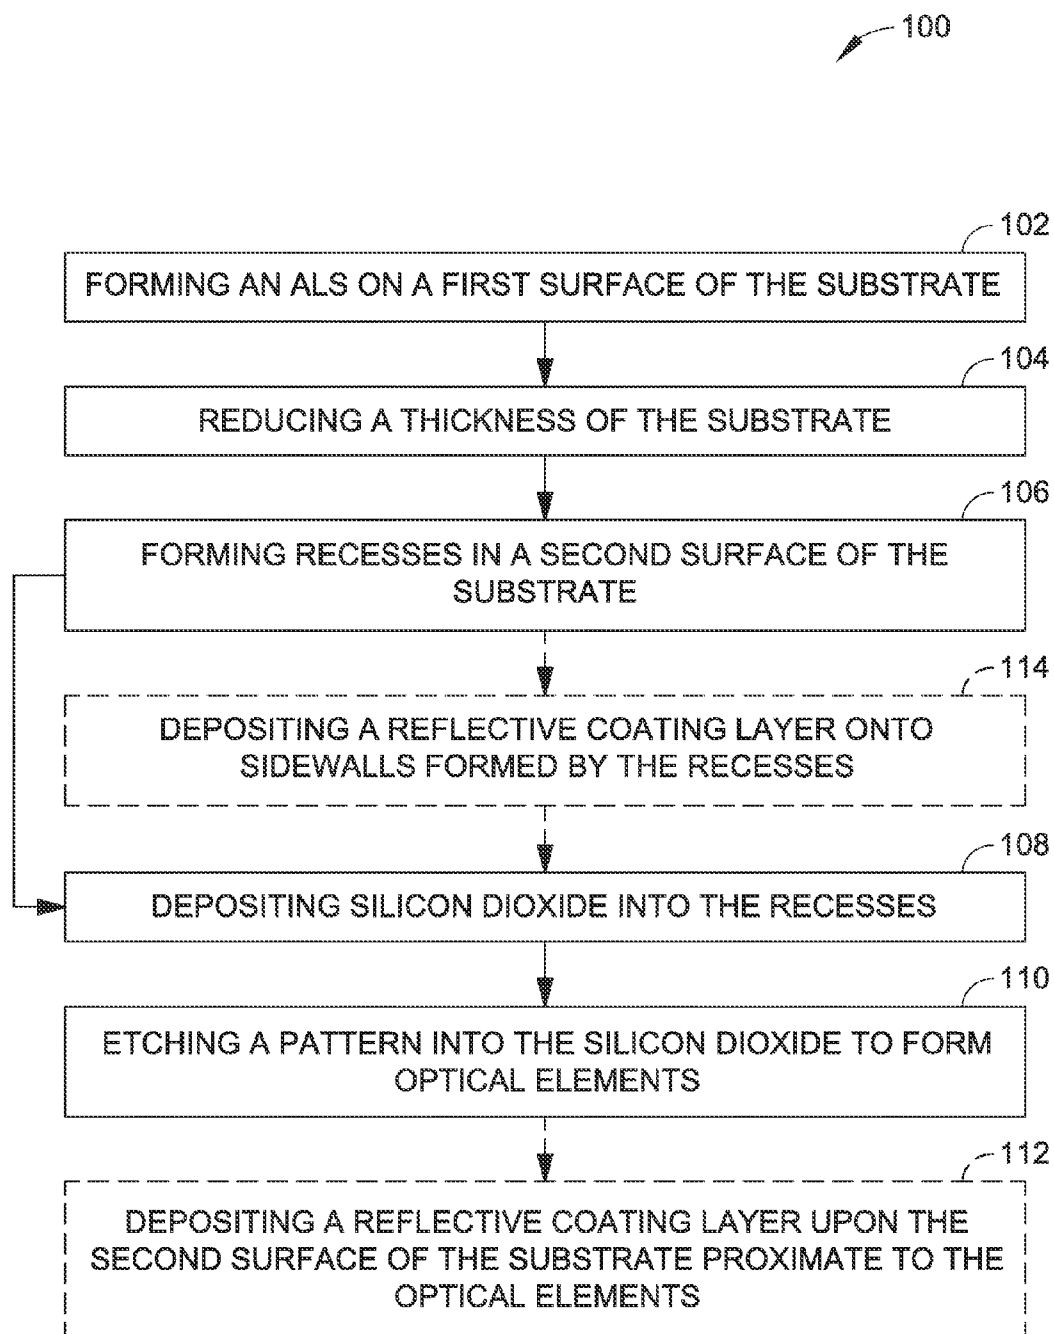 100
102
FORMING AN ALS ON A FIRST SURFACE OF THE SUBSTRATE
104
REDUCING A THICKNESS OF THE SUBSTRATE
106
FORMING RECESSES IN A SECOND SURFACE OF THE
SUBSTRATE
114
DEPOSITING A REFLECTIVE COATING LAYER ONTO
SIDEWALLS FORMED BY THE RECESSES
108
DEPOSITING SILICON DIOXIDE INTO THE RECESSES
110
ETCHING A PATTERN INTO THE SILICON DIOXIDE TO FORM
OPTICAL ELEMENTS
112
DEPOSITING A REFLECTIVE COATING LAYER UPON THE
SECOND SURFACE OF THE SUBSTRATE PROXIMATE TO THE
OPTICAL ELEMENTS